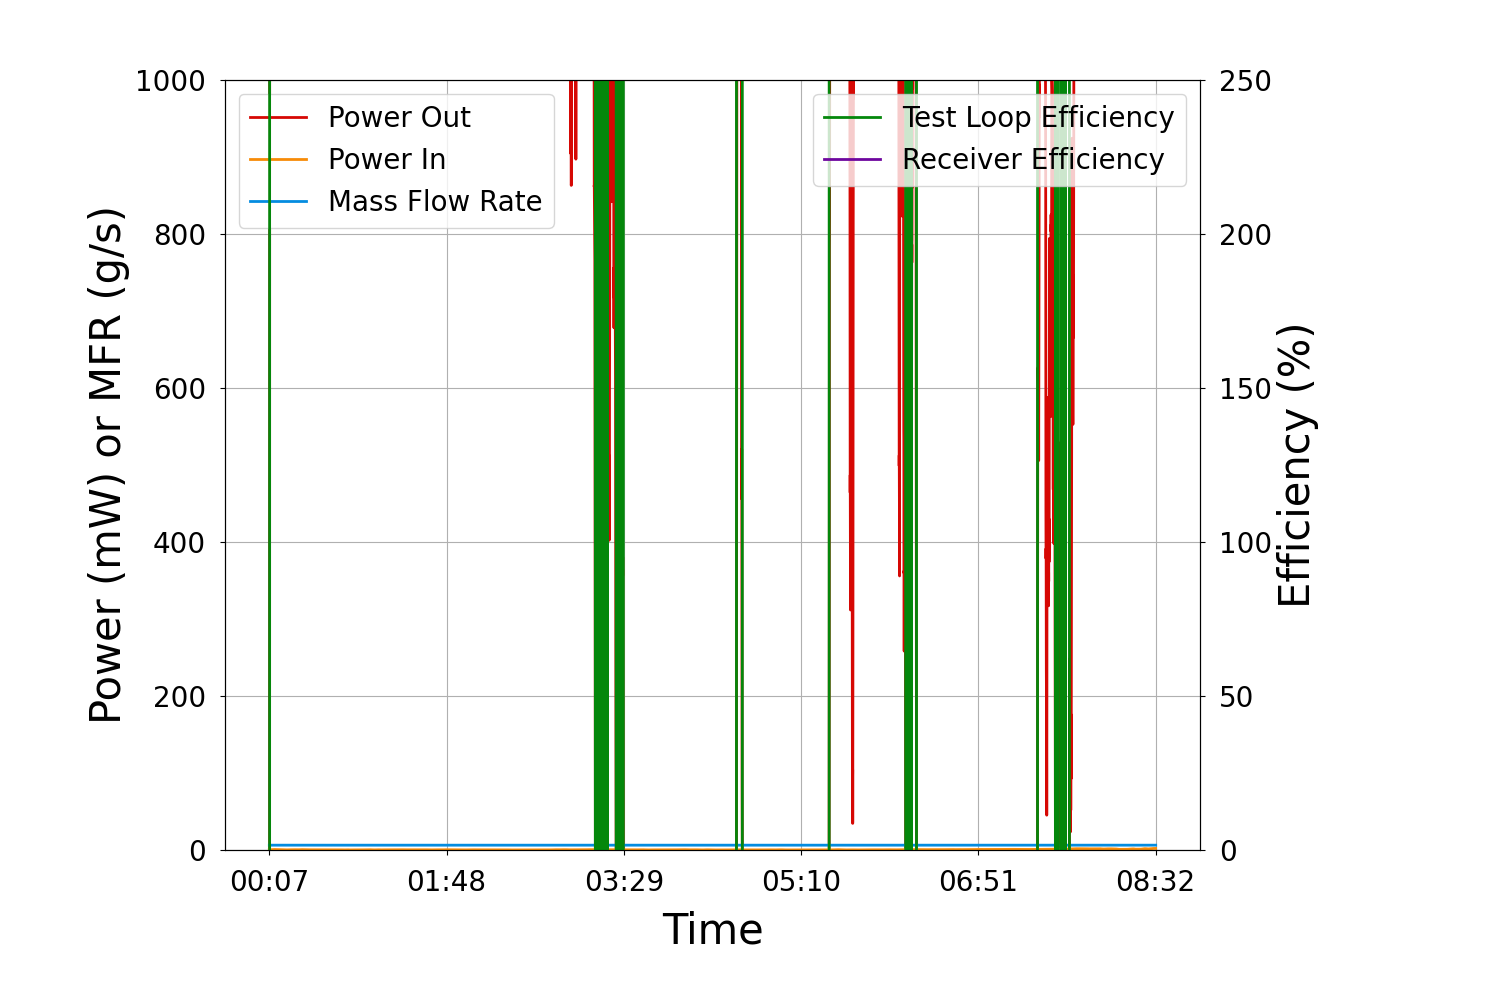 1000
800
600
400
200
0
Power (mW) or MFR (g/s)
Power Out
Power In
Mass Flow Rate
Test Loop Efficiency
Receiver Efficiency
250
200
150
100
50
0
Efficiency (%)
00:07 01:48 03:29 05:10 06:51 08:32
Time